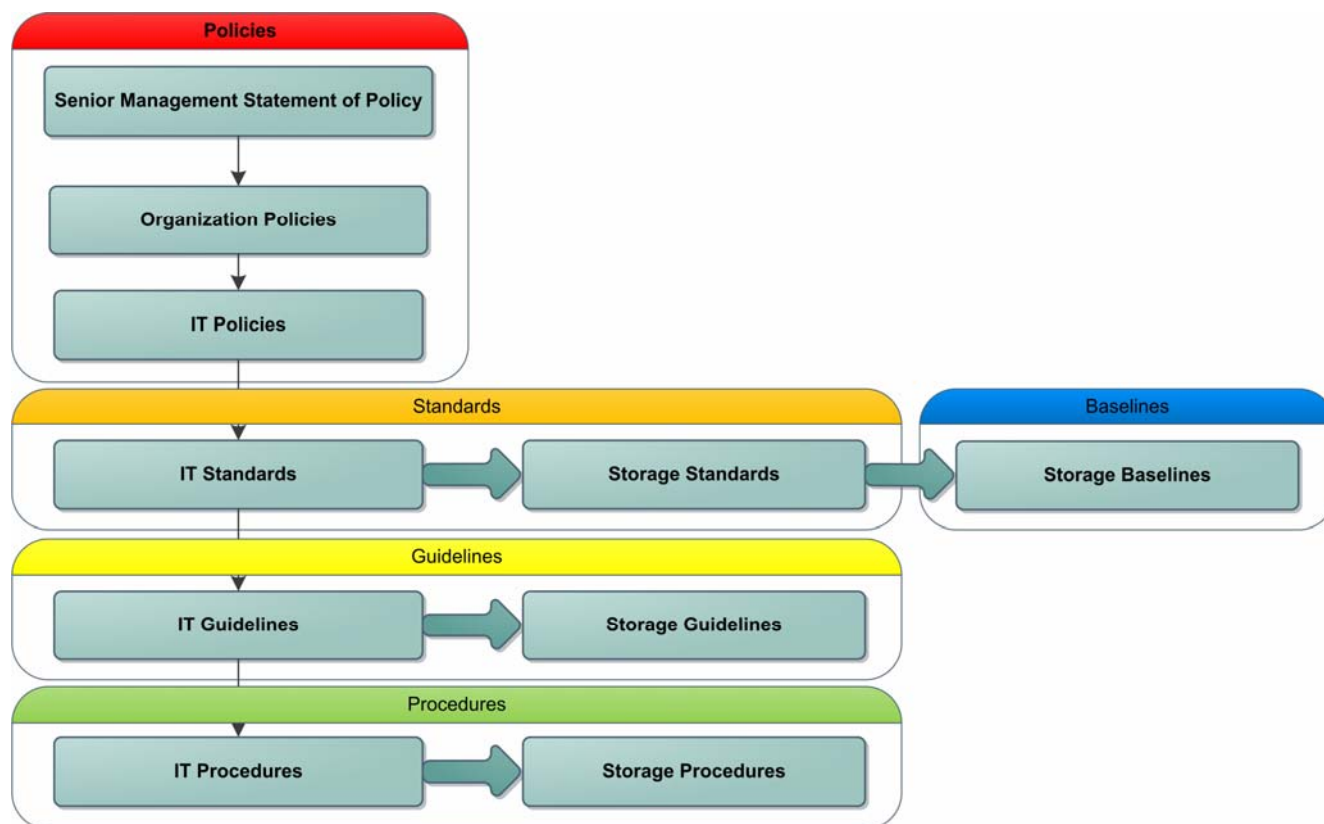 Policies
Senior Management Statement of Policy
Organization Policies
IT Policies
Standards
Baselines
IT Standards
Storage Standards
Storage Baselines
Guidelines
IT Guidelines
Storage Guidelines
Procedures
IT Procedures
Storage Procedures